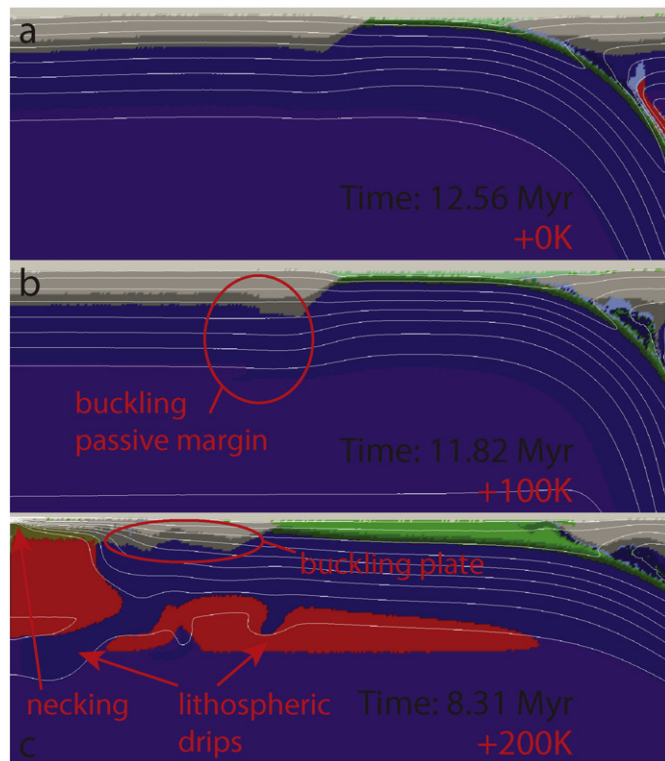 a
Time: 12.56 Myr
+0K
b
buckling
passive margin
Time: 11.82 Myr
+100K
buckling plate
necking
lithospheric
drips
Time: 8.31 Myr
+200K
c